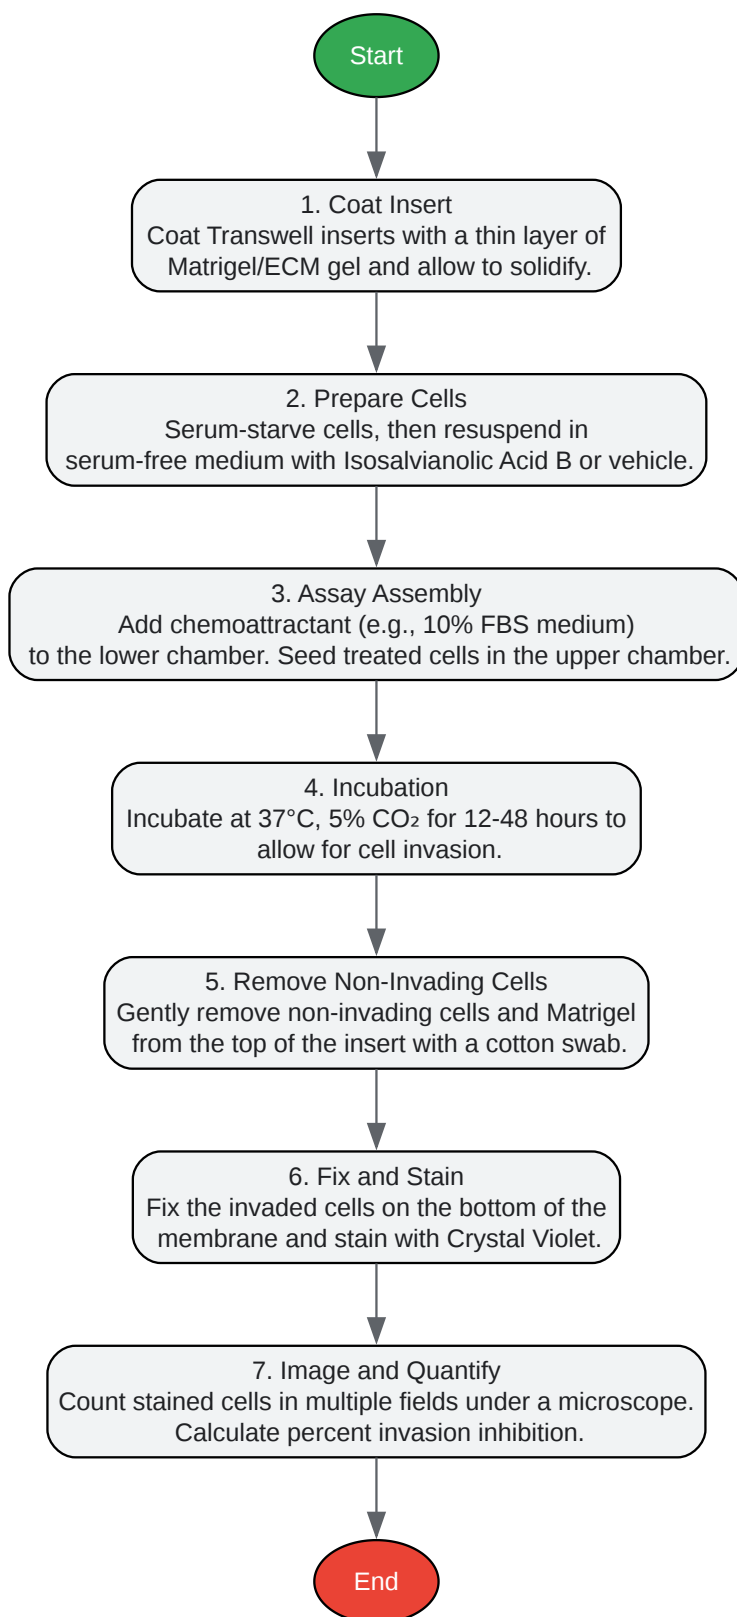 Start
1. Coat Insert
Coat Transwell inserts with a thin layer of
Matrigel/ECM gel and allow to solidify.
2. Prepare Cells
Serum-starve cells, then resuspend in
serum-free medium with Isosalvianolic Acid B or vehicle.
3. Assay Assembly
Add chemoattractant (e.g., 10% FBS medium)
to the lower chamber. Seed treated cells in the upper chamber.
4. Incubation
Incubate at 37°C, 5% CO₂ for 12-48 hours to
allow for cell invasion.
5. Remove Non-Invading Cells
Gently remove non-invading cells and Matrigel
from the top of the insert with a cotton swab.
6. Fix and Stain
Fix the invaded cells on the bottom of the
membrane and stain with Crystal Violet.
7. Image and Quantify
Count stained cells in multiple fields under a microscope.
Calculate percent invasion inhibition.
End